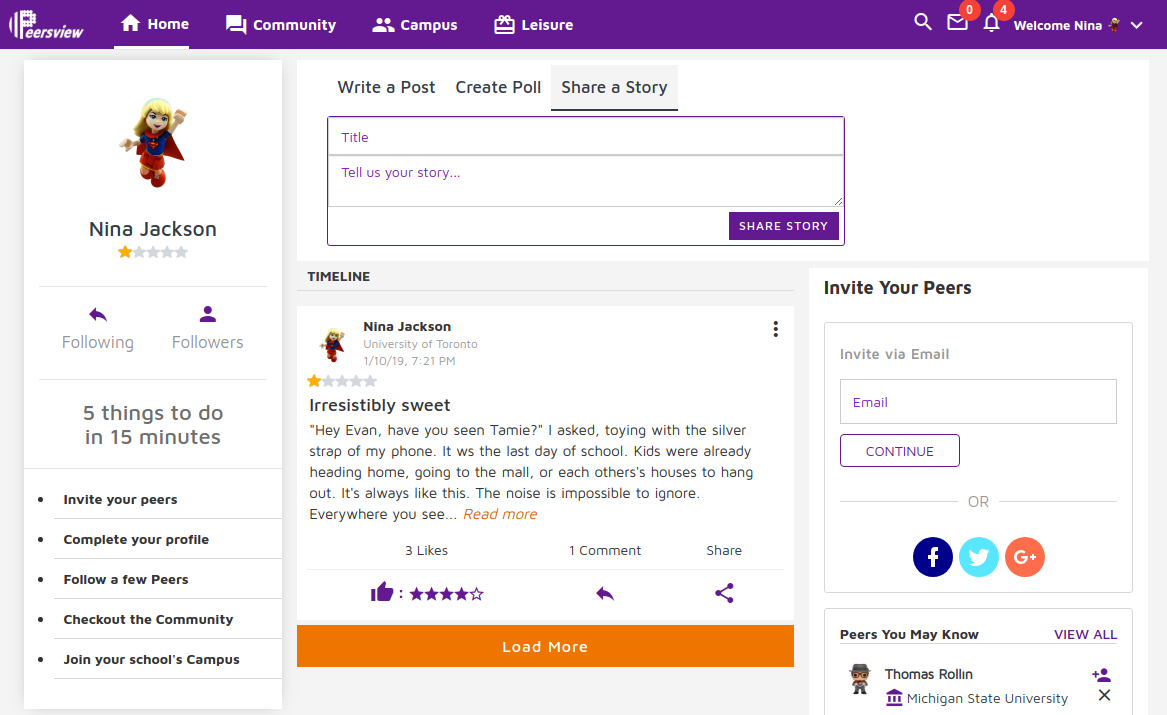 Peersview
Home
Community
Campus
Leisure
0
4
Welcome Nina
Nina Jackson
Following
Followers
5 things to do
in 15 minutes
Invite your peers
Complete your profile
Follow a few Peers
Checkout the Community
Join your school's Campus
Write a Post
Create Poll
Share a Story
Title
Tell us your story...
SHARE STORY
TIMELINE
Nina Jackson
University of Toronto
1/10/19, 7:21 PM
Irresistibly sweet
"Hey Evan, have you seen Tamie?" I asked, toying with the silver
strap of my phone. It ws the last day of school. Kids were already
heading home, going to the mall, or each others's houses to hang
out. It's always like this. The noise is impossible to ignore.
Everywhere you see... Read more
3 Likes
1 Comment
Share
:
Load More
Invite Your Peers
Invite via Email
Email
CONTINUE
OR
f
G+
Peers You May Know
VIEW ALL
Thomas Rollin
Michigan State University